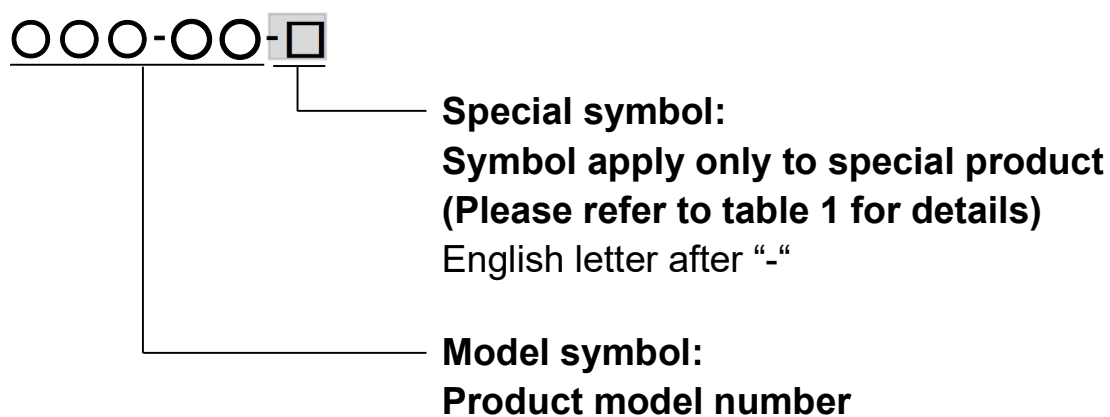 ○○○-○○-□
Special symbol:
Symbol apply only to special product
(Please refer to table 1 for details)
English letter after “-“
Model symbol:
Product model number